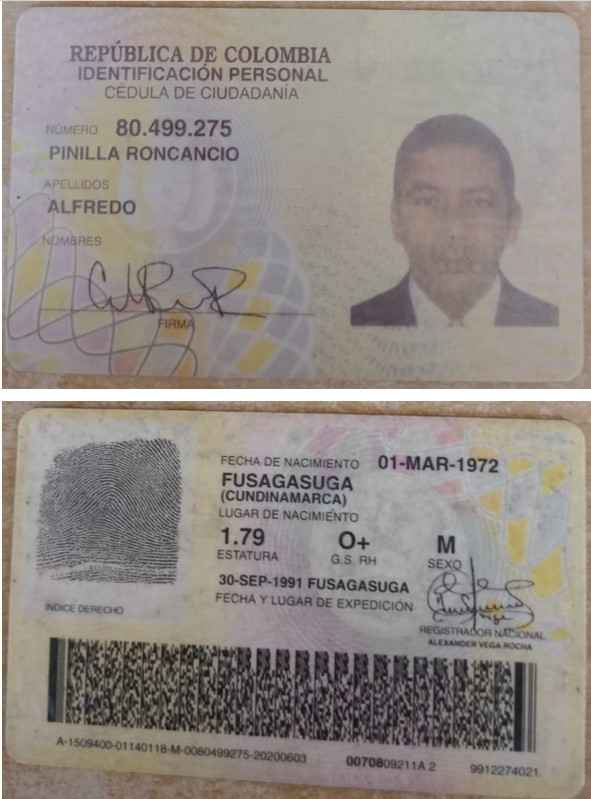 REPÚBLICA DE COLOMBIA
IDENTIFICACIÓN PERSONAL
CÉDULA DE CIUDADANÍA
NÚMERO 80.499.275
PINILLA RONCANCIO
APELLIDOS
ALFREDO
NOMBRES
FIRMA
FECHA DE NACIMIENTO 01-MAR-1972
FUSAGASUGA
(CUNDINAMARCA)
LUGAR DE NACIMIENTO
1.79 O+ M
ESTATURA G.S. RH SEXO
30-SEP-1991 FUSAGASUGA
FECHA Y LUGAR DE EXPEDICIÓN
INDICE DERECHO
REGISTRADOR NACIONAL
ALEXANDER VEGA ROCHA
A-1509400-01140118-M-0080499275-20200603 0070809211A 2 9912274021